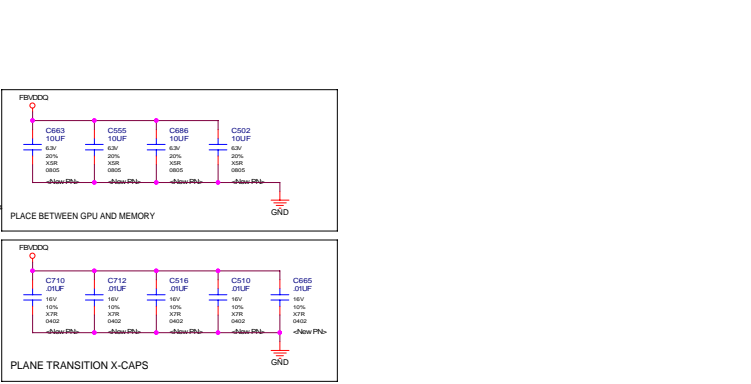 FBVDDQ
C663 C555 C686 C502
10UF 10UF 10UF 10UF
6.3V 6.3V 6.3V 6.3V
20% 20% 20% 20%
X5R X5R X5R X5R
0805 0805 0805 0805
<New PN> <New PN> <New PN> <New PN>
GND
PLACE BETWEEN GPU AND MEMORY
FBVDDQ
C710 C712 C516 C510 C665
.01UF .01UF .01UF .01UF .01UF
16V 16V 16V 16V 16V
10% 10% 10% 10% 10%
X7R X7R X7R X7R X7R
0402 0402 0402 0402 0402
<New PN> <New PN> <New PN> <New PN> <New PN>
GND
PLANE TRANSITION X-CAPS